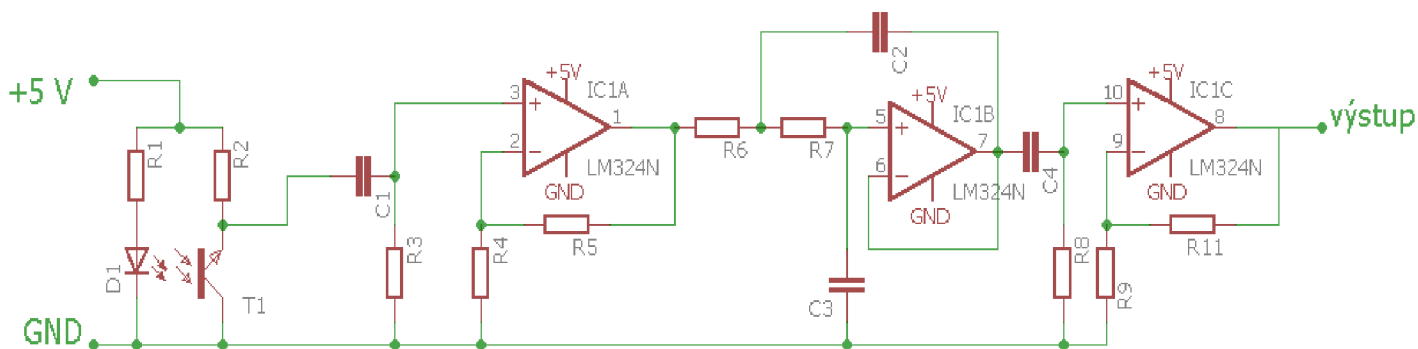 +5 V
GND
R1
R2
D1
T1
C1
R3
3
2
+5V
IC1A
1
LM324N
GND
R4
R5
R6
R7
C2
C3
5
6
+5V
IC1B
7
LM324N
GND
C4
R8
10
9
+5V
IC1C
8
LM324N
GND
R9
R11
výstup